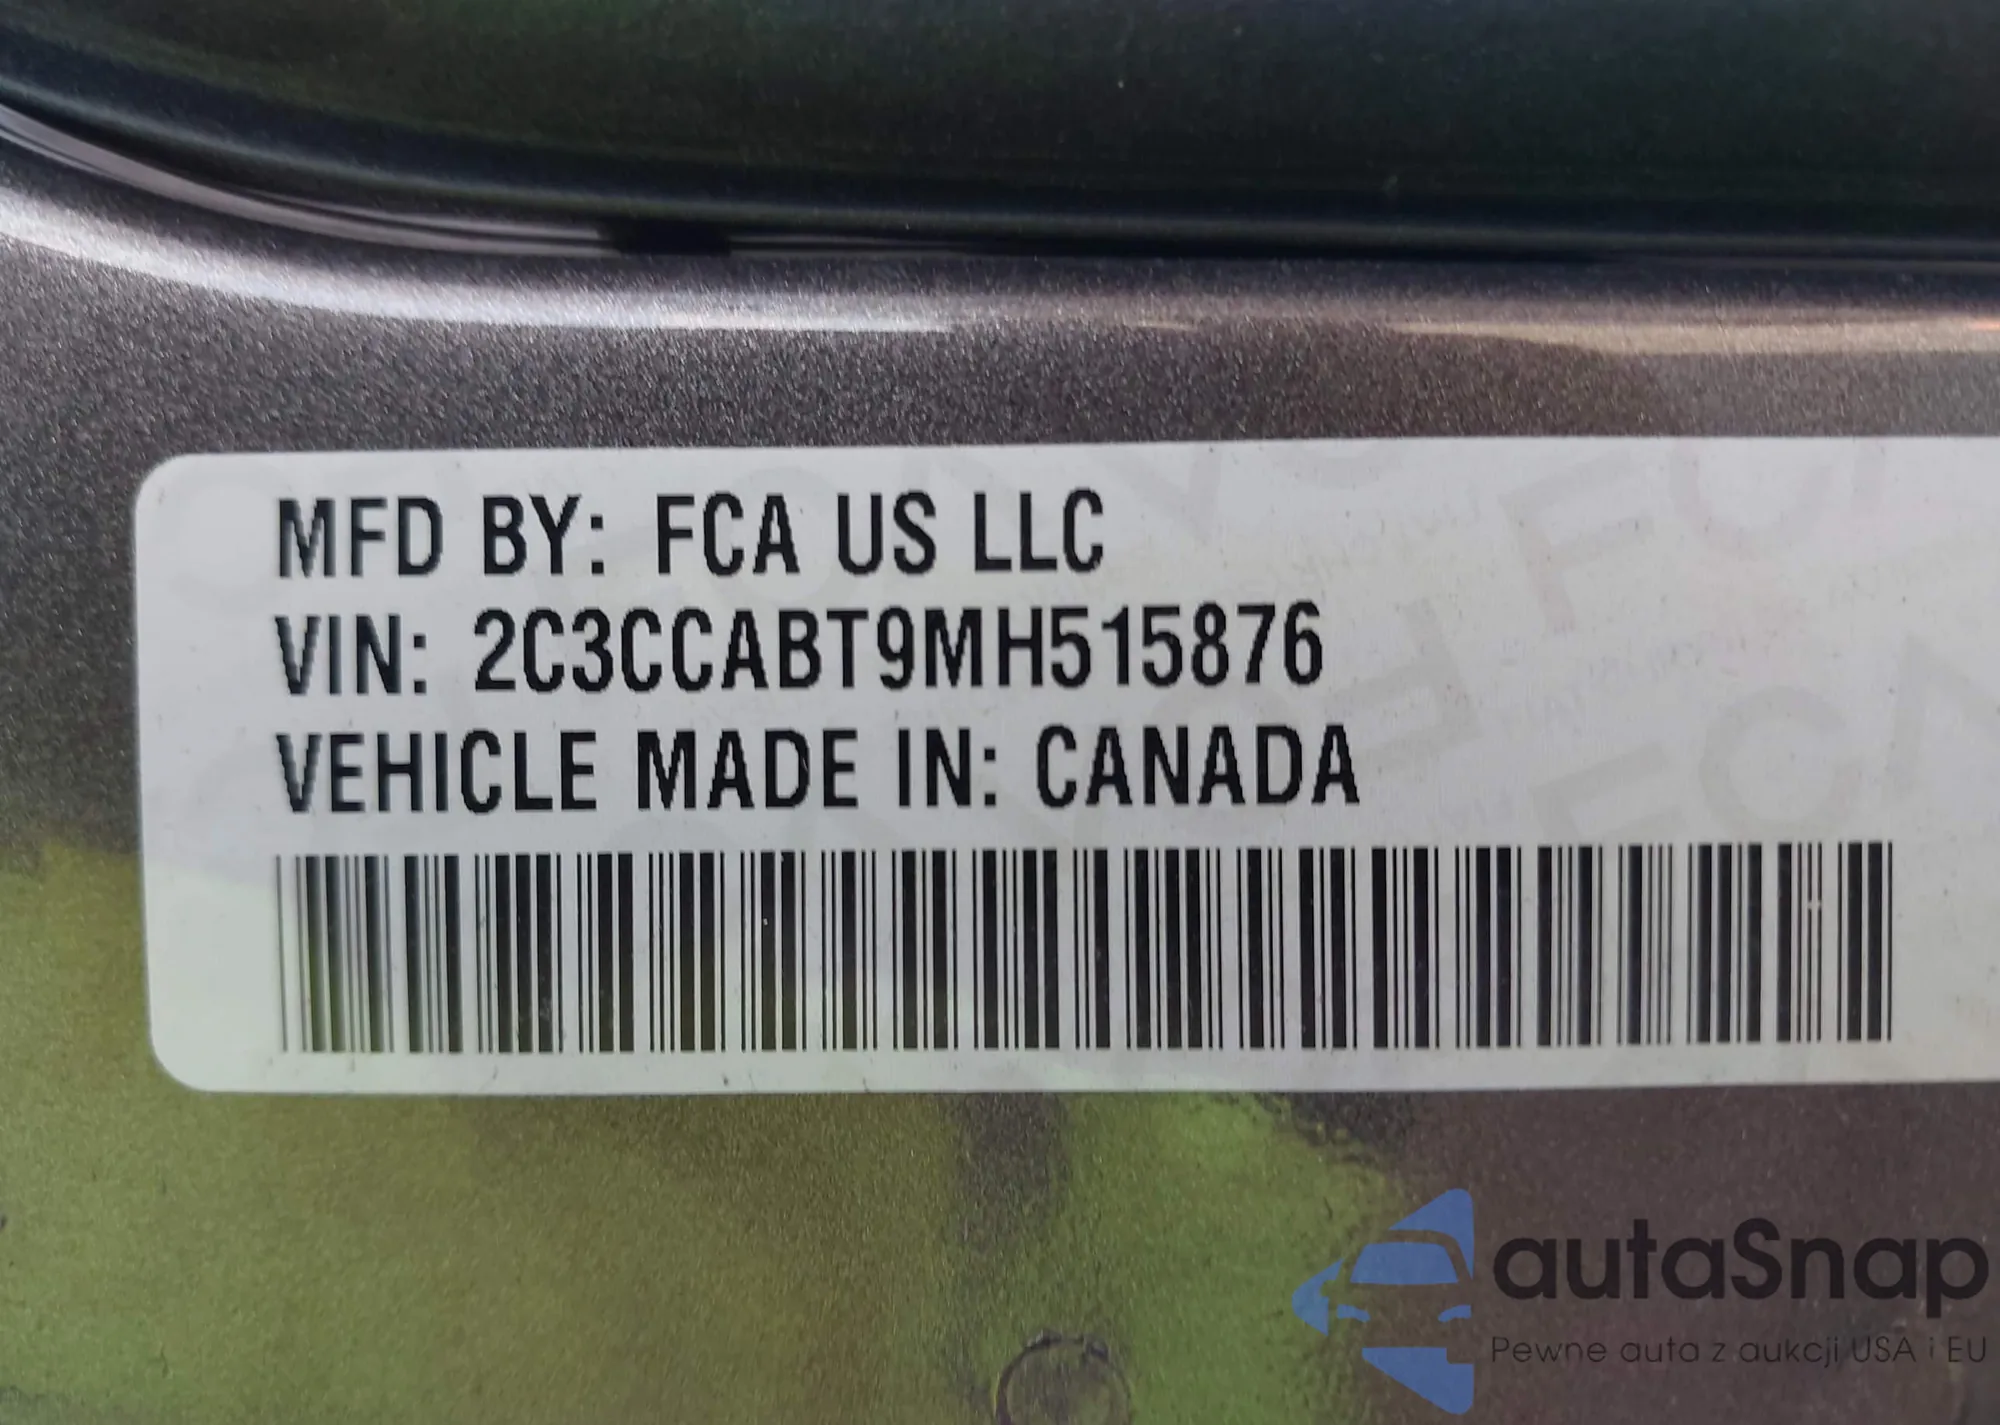 MFD BY: FCA US LLC
VIN: 2C3CCABT9MH515876
VEHICLE MADE IN: CANADA
autaSnap
Pewne auta z aukcji USA i EU